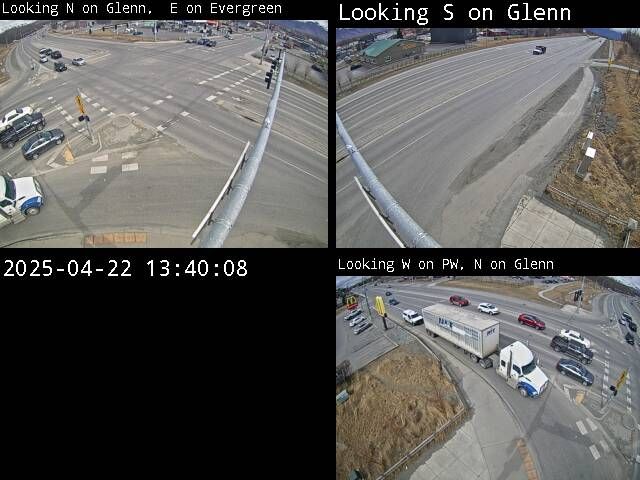 Looking N on Glenn,  E on Evergreen
Looking S on Glenn
2025-04-22 13:40:08
Looking W on PW, N on Glenn